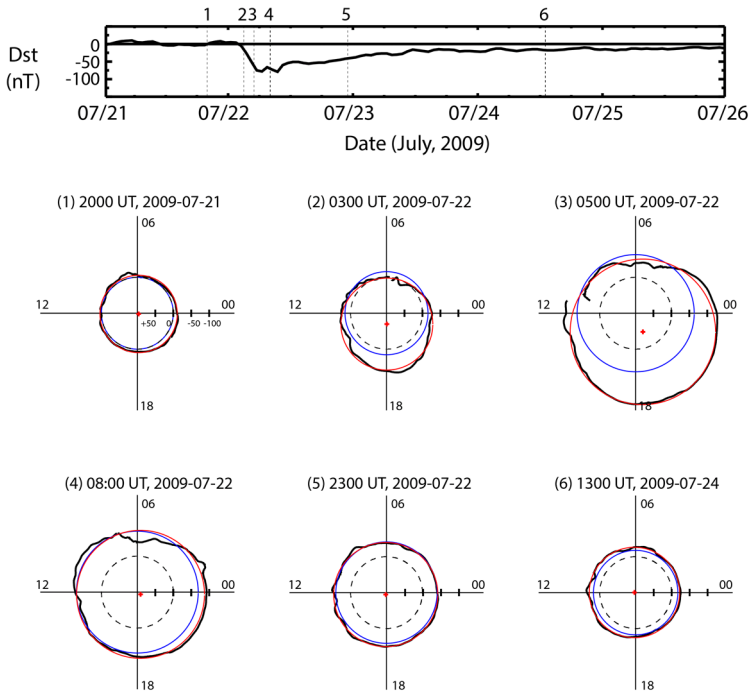 1 2 3 4 5 6
Dst
(nT)
0
-50
-100
07/21 07/22 07/23 07/24 07/25 07/26
Date (July, 2009)
(1) 2000 UT, 2009-07-21 (2) 0300 UT, 2009-07-22 (3) 0500 UT, 2009-07-22
06 06 06
12 00 12 00 12 00
+50 0 -50 -100
18 18 18
(4) 08:00 UT, 2009-07-22 (5) 2300 UT, 2009-07-22 (6) 1300 UT, 2009-07-24
06 06 06
12 00 12 00 12 00
18 18 18